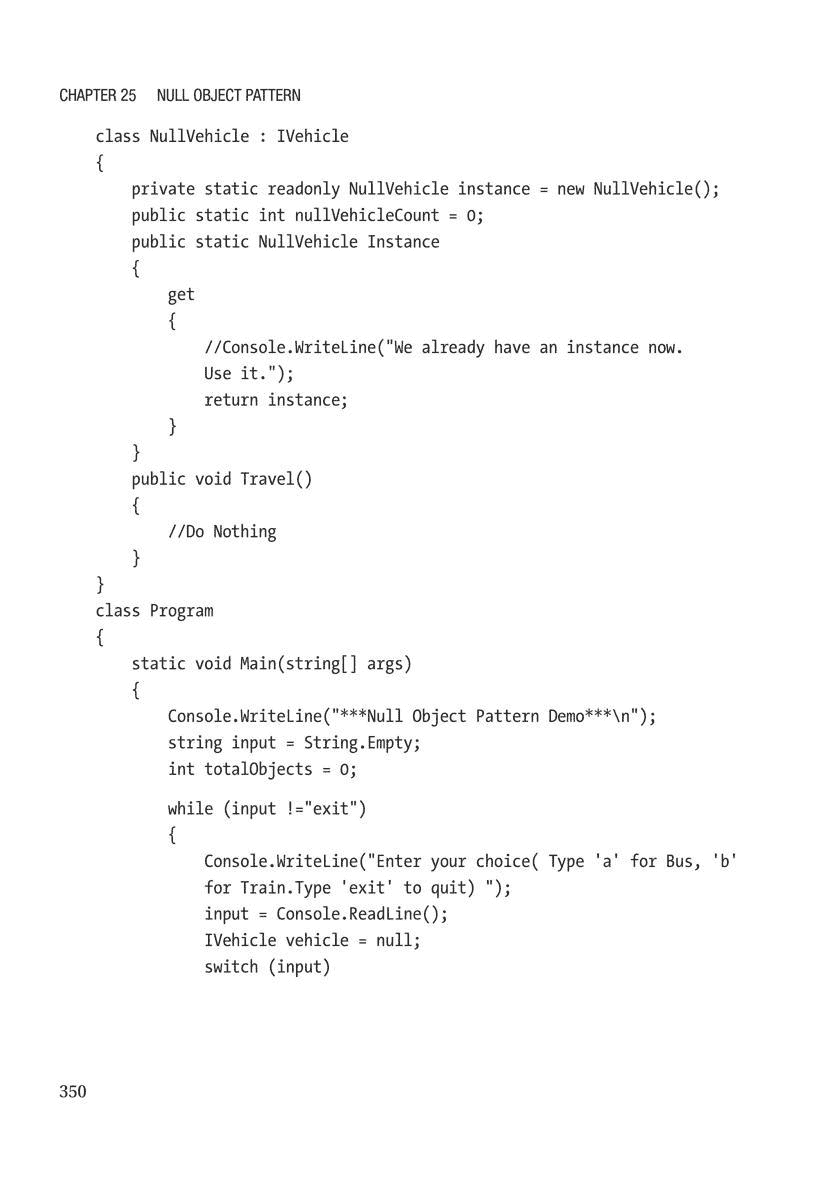 CHAPTER 25 NULL OBJECT PATTERN
class NullVehicle : IVehicle
{
private static readonly NullVehicle instance = new NullVehicle();
public static int nullVehicleCount = 0;
public static NullVehicle Instance
{
get
{
//Console.WriteLine("We already have an instance now.
Use it.");
return instance;
}
}
public void Travel()
{
//Do Nothing
}
}
class Program
{
static void Main(string[] args)
{
Console.WriteLine("***Null Object Pattern Demo***\n");
string input = String.Empty;
int totalObjects = 0;
while (input !="exit")
{
Console.WriteLine("Enter your choice( Type 'a' for Bus, 'b'
for Train.Type 'exit' to quit) ");
input = Console.ReadLine();
IVehicle vehicle = null;
switch (input)
350